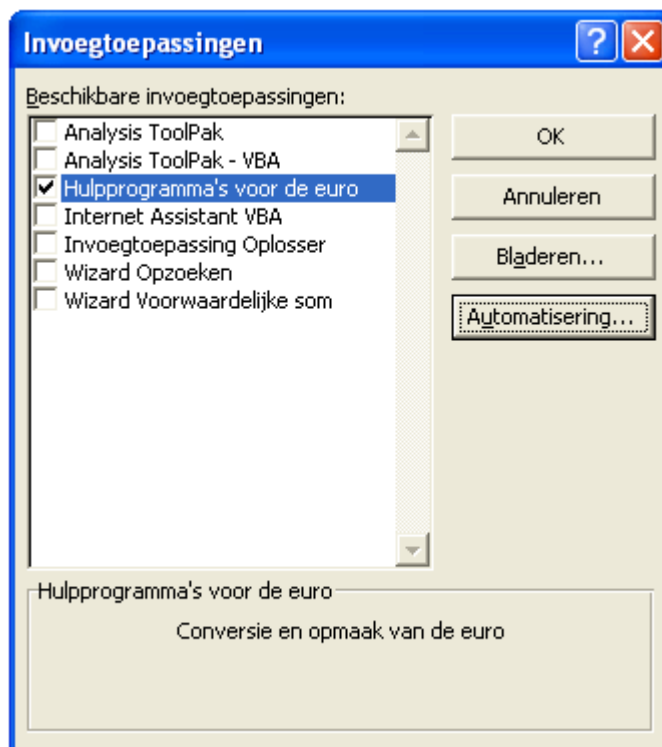 Invoegtoepassingen
Beschikbare invoegtoepassingen:
Analysis ToolPak
Analysis ToolPak - VBA
Hulpprogramma's voor de euro
Internet Assistant VBA
Invoegtoepassing Oplosser
Wizard Opzoeken
Wizard Voorwaardelijke som
OK
Annuleren
Bladeren...
Automatisering...
Hulpprogramma's voor de euro
Conversie en opmaak van de euro